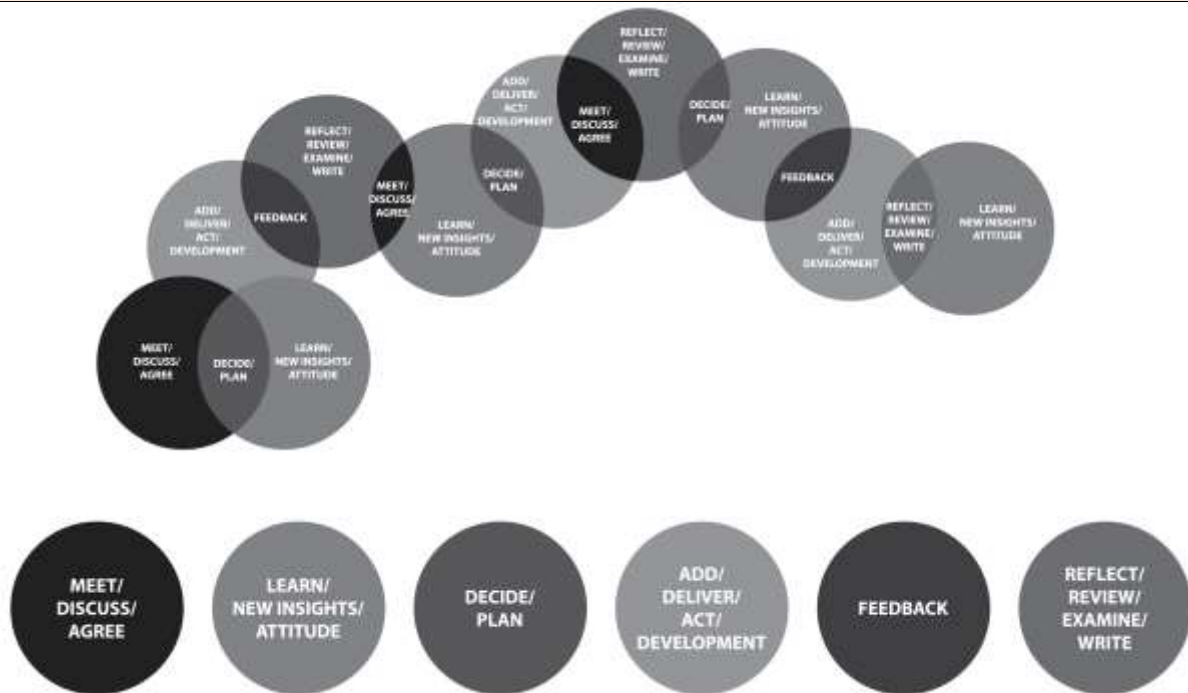 REFLECT/
REVIEW/
EXAMINE/
WRITE
ADD/
DELIVER/
ACT/
DEVELOPMENT
MEET/
DISCUSS/
AGREE
DECIDE/
PLAN
LEARN/
NEW INSIGHTS/
ATTITUDE
REFLECT/
REVIEW/
EXAMINE/
WRITE
MEET/
DISCUSS/
AGREE
DECIDE/
PLAN
FEEDBACK
ADD/
DELIVER/
ACT/
DEVELOPMENT
FEEDBACK
LEARN/
NEW INSIGHTS/
ATTITUDE
ADD/
DELIVER/
ACT/
DEVELOPMENT
REFLECT/
REVIEW/
EXAMINE/
WRITE
LEARN/
NEW INSIGHTS/
ATTITUDE
MEET/
DISCUSS/
AGREE
DECIDE/
PLAN
LEARN/
NEW INSIGHTS/
ATTITUDE
MEET/
DISCUSS/
AGREE
LEARN/
NEW INSIGHTS/
ATTITUDE
DECIDE/
PLAN
ADD/
DELIVER/
ACT/
DEVELOPMENT
FEEDBACK
REFLECT/
REVIEW/
EXAMINE/
WRITE